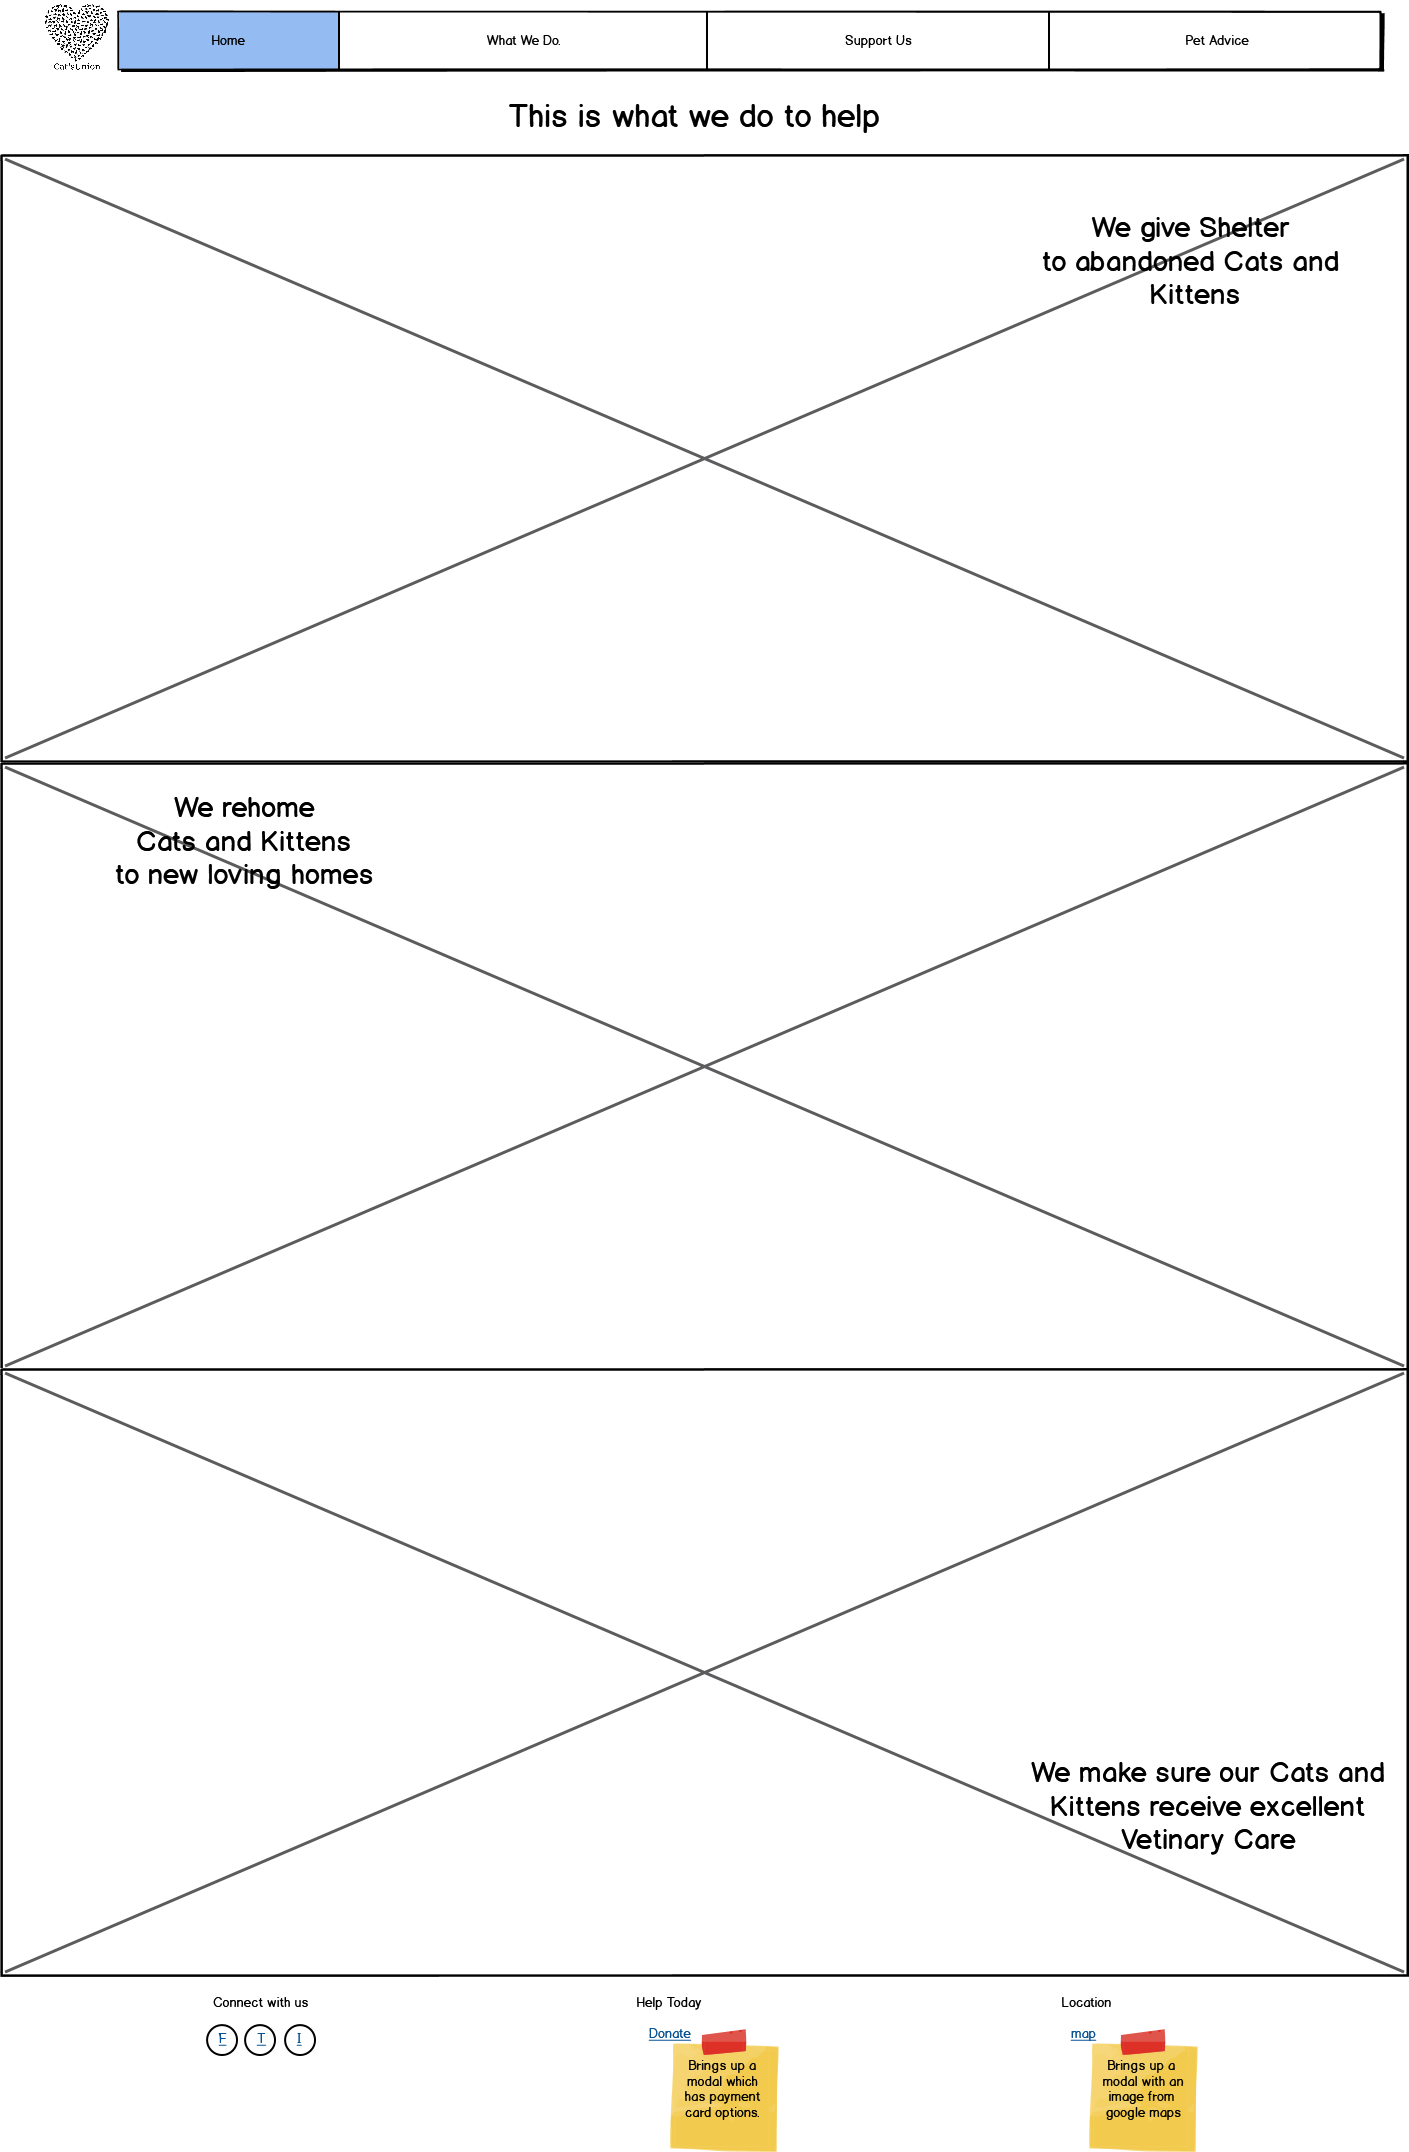 Cat's Union
Home
What We Do.
Support Us
Pet Advice
This is what we do to help
We give Shelter
to abandoned Cats and
Kittens
We rehome
Cats and Kittens
to new loving homes
We make sure our Cats and
Kittens receive excellent
Vetinary Care
Connect with us
Help Today
Location
F
T
I
Donate
map
Brings up a
modal which
has payment
card options.
Brings up a
modal with an
image from
google maps